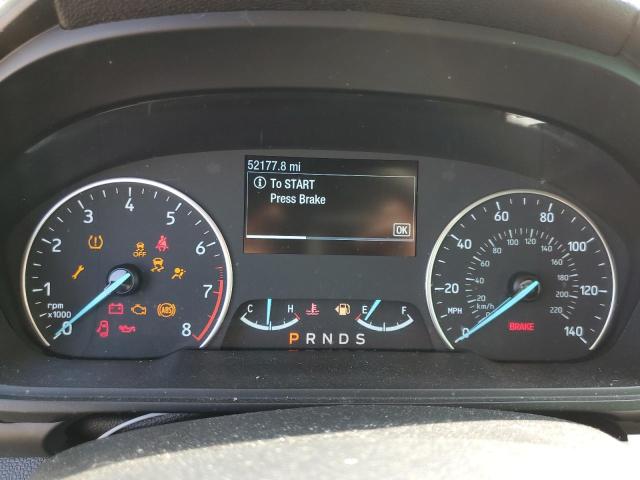 52177.8 mi
To START
Press Brake
OK
0 1 2 3 4 5 6 7 8
rpm
x1000
OFF
ABS
C H
E F
P R N D S
0 20 40 60 80 100 120 140
MPH
km/h
0 20 40 60 80 100 120 140 160 180 200 220
BRAKE